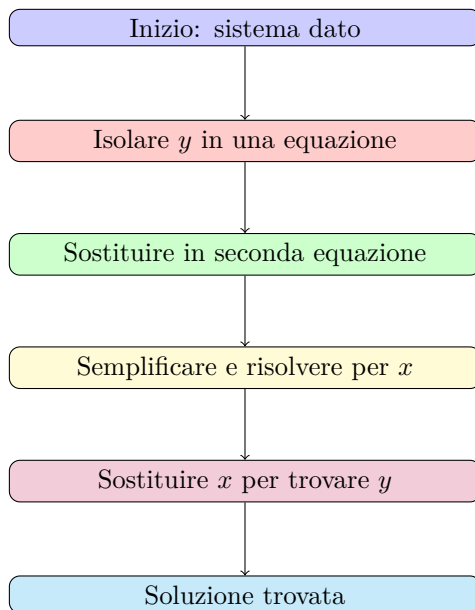 Inizio: sistema dato
Isolare y in una equazione
Sostituire in seconda equazione
Semplificare e risolvere per x
Sostituire x per trovare y
Soluzione trovata